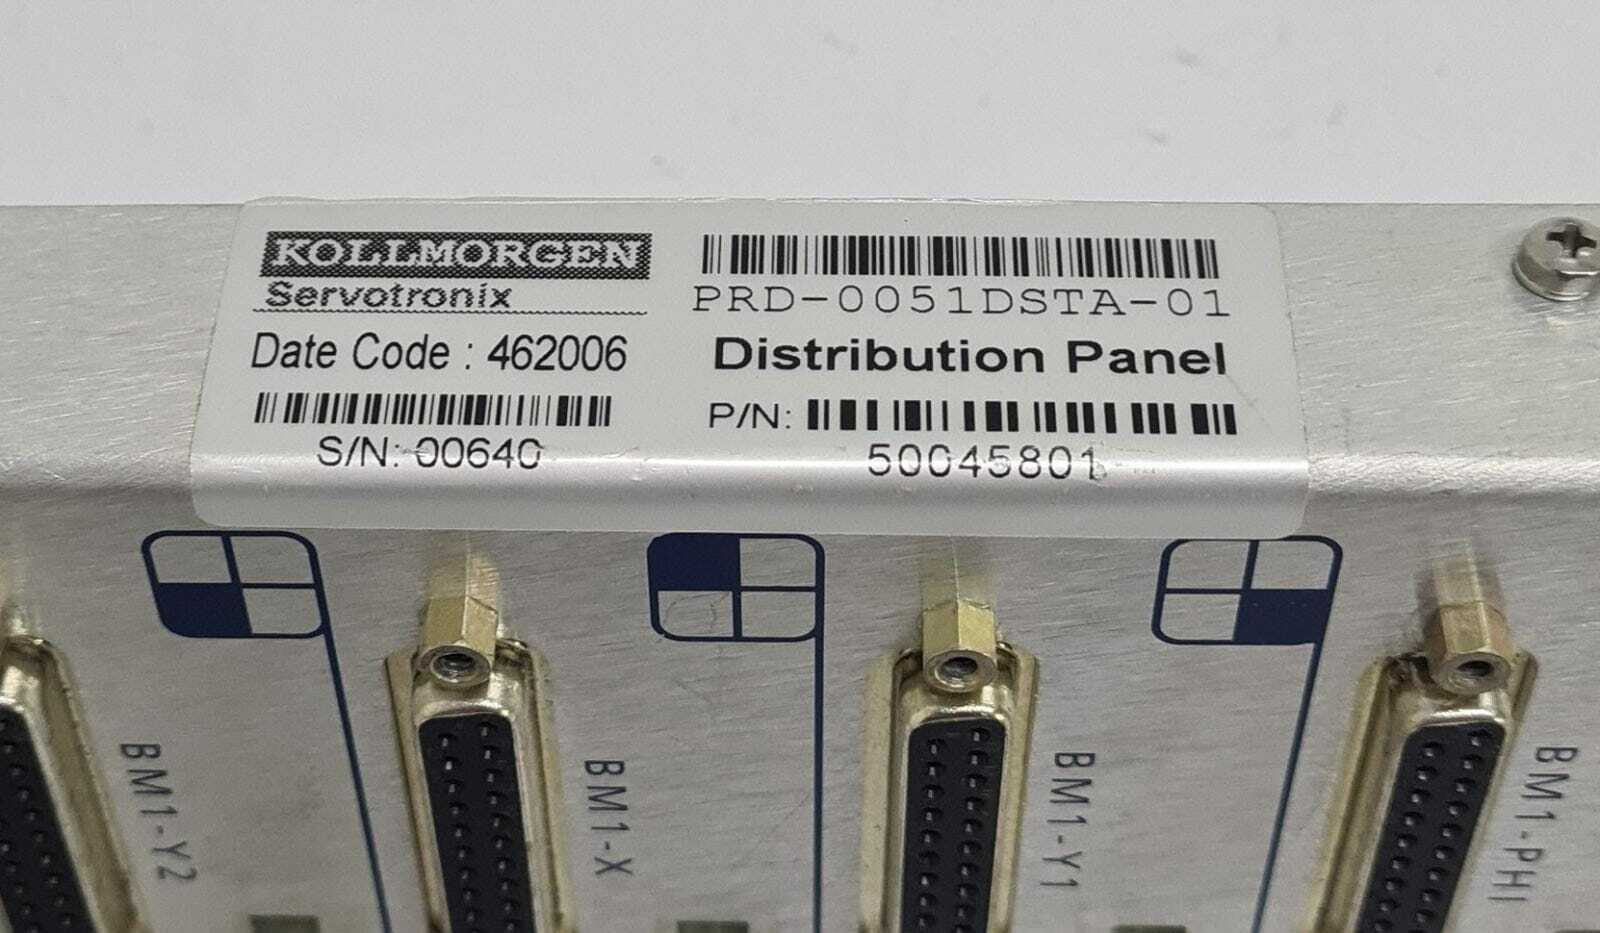 KOLLMORGEN
Servotronix
Date Code : 462006
S/N: 00640
PRD-0051DSTA-01
Distribution Panel
P/N:
50045801
BM1-Y2
BM1-X
BM1-Y1
BM1-PHI